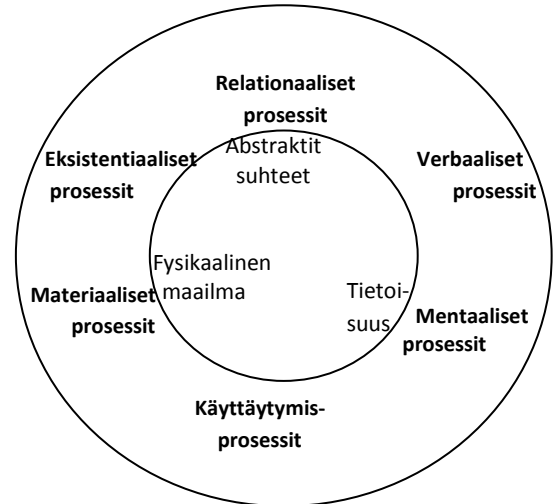 Relationaaliset
prosessit
Abstraktit
suhteet
Eksistentiaaliset
prosessit
Verbaaliset
prosessit
Fysikaalinen
maailma
Materiaaliset
prosessit
Tietoi-
suus
Mentaaliset
prosessit
Käyttäytymis-
prosessit